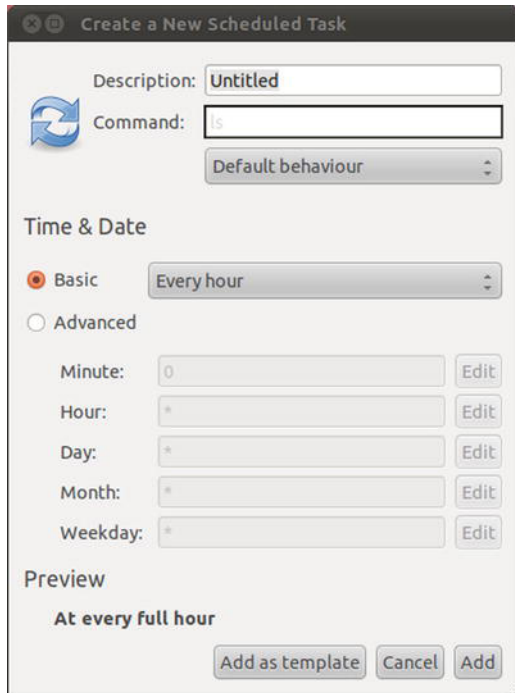 Create a New Scheduled Task
Description: Untitled
Command: ls
Default behaviour
Time & Date
Basic Every hour
Advanced
Minute: 0 Edit
Hour: * Edit
Day: * Edit
Month: * Edit
Weekday: * Edit
Preview
At every full hour
Add as template Cancel Add